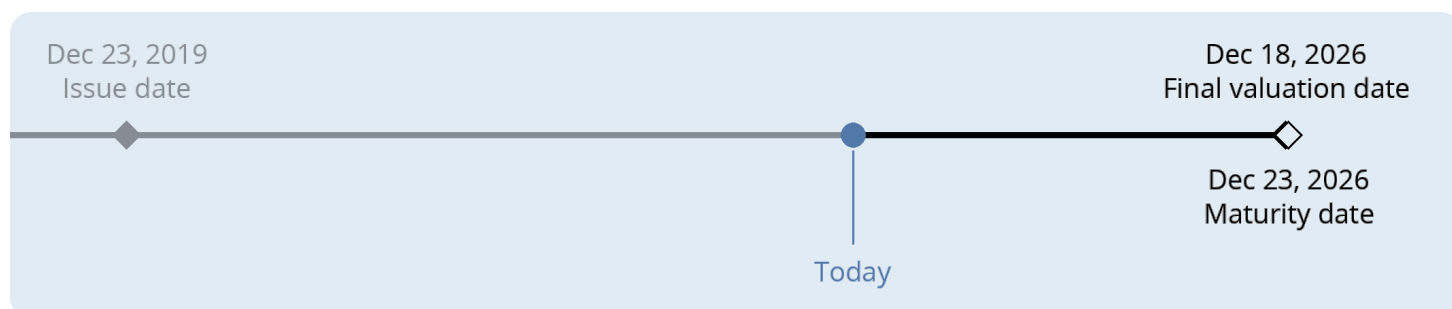 Dec 23, 2019
Issue date
Dec 18, 2026
Final valuation date
Dec 23, 2026
Maturity date
Today